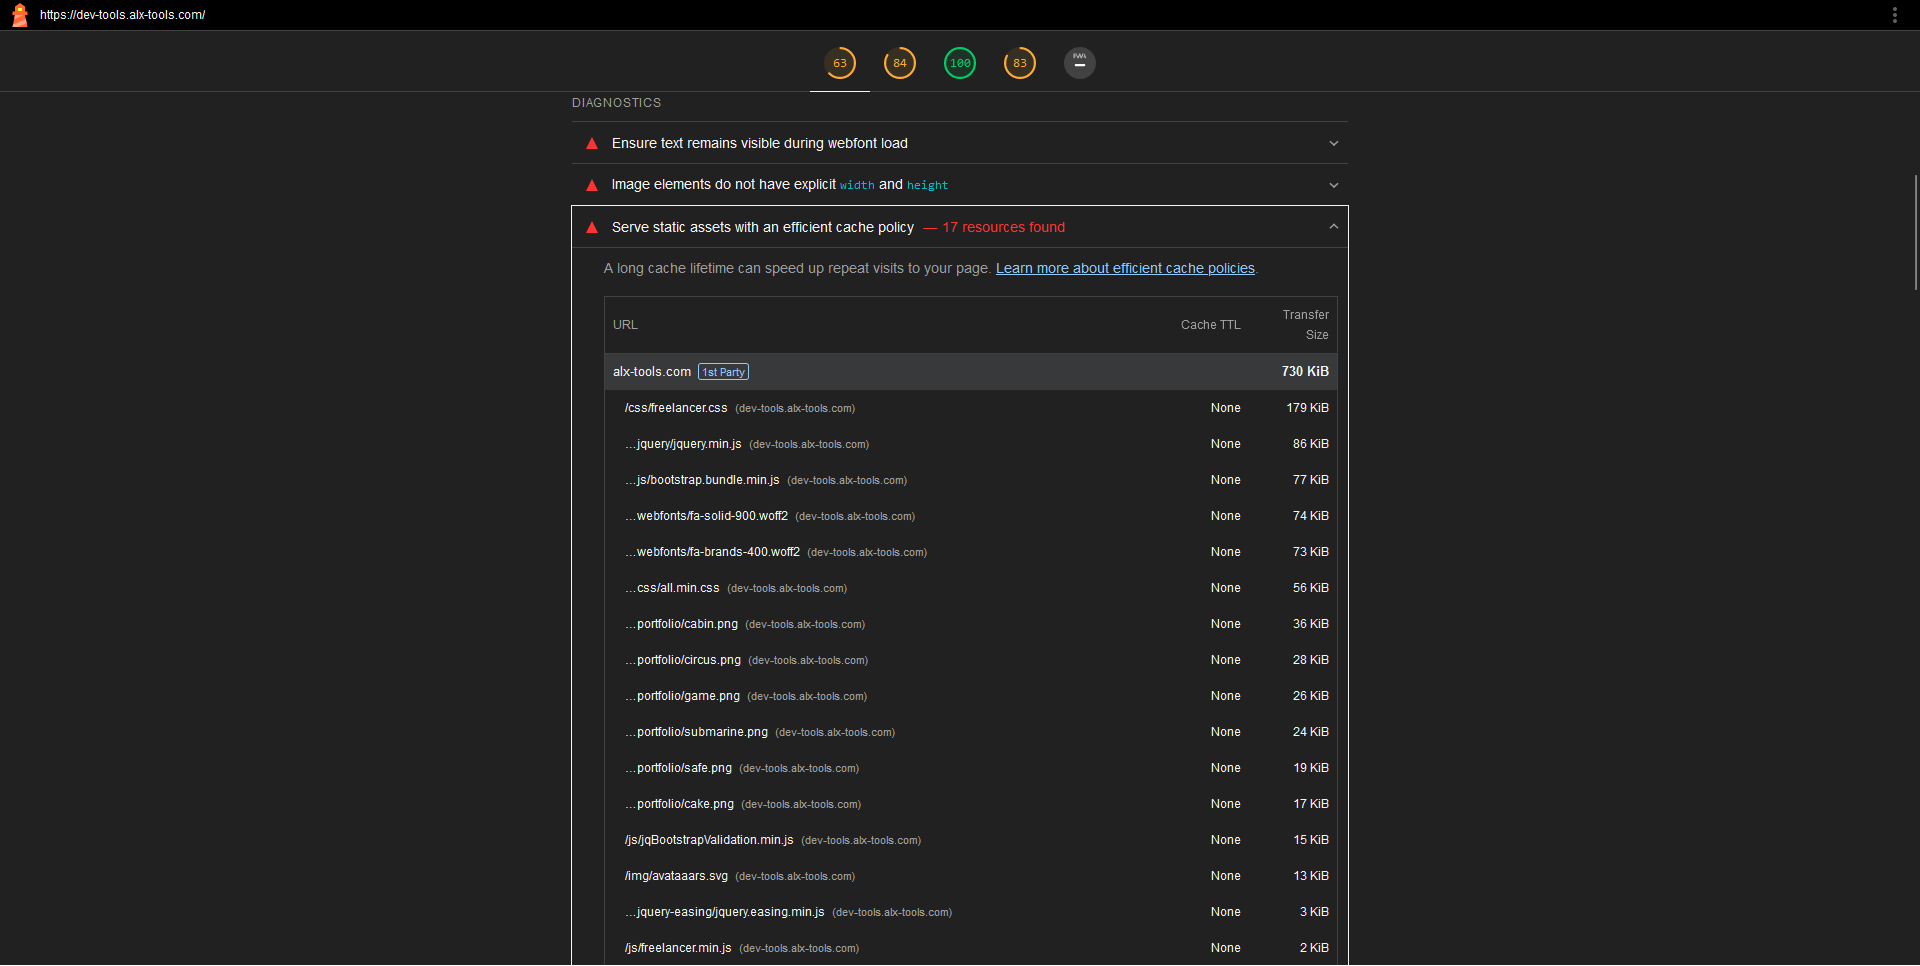 https://dev-tools.alx-tools.com/
63 84 100 83 PWA
DIAGNOSTICS
Ensure text remains visible during webfont load
Image elements do not have explicit width and height
Serve static assets with an efficient cache policy — 17 resources found
A long cache lifetime can speed up repeat visits to your page. Learn more about efficient cache policies.
URL Cache TTL Transfer Size
alx-tools.com 1st Party 730 KiB
/css/freelancer.css (dev-tools.alx-tools.com) None 179 KiB
…jquery/jquery.min.js (dev-tools.alx-tools.com) None 86 KiB
…js/bootstrap.bundle.min.js (dev-tools.alx-tools.com) None 77 KiB
…webfonts/fa-solid-900.woff2 (dev-tools.alx-tools.com) None 74 KiB
…webfonts/fa-brands-400.woff2 (dev-tools.alx-tools.com) None 73 KiB
…css/all.min.css (dev-tools.alx-tools.com) None 56 KiB
…portfolio/cabin.png (dev-tools.alx-tools.com) None 36 KiB
…portfolio/circus.png (dev-tools.alx-tools.com) None 28 KiB
…portfolio/game.png (dev-tools.alx-tools.com) None 26 KiB
…portfolio/submarine.png (dev-tools.alx-tools.com) None 24 KiB
…portfolio/safe.png (dev-tools.alx-tools.com) None 19 KiB
…portfolio/cake.png (dev-tools.alx-tools.com) None 17 KiB
/js/jqBootstrapValidation.min.js (dev-tools.alx-tools.com) None 15 KiB
/img/avataaars.svg (dev-tools.alx-tools.com) None 13 KiB
…jquery-easing/jquery.easing.min.js (dev-tools.alx-tools.com) None 3 KiB
/js/freelancer.min.js (dev-tools.alx-tools.com) None 2 KiB